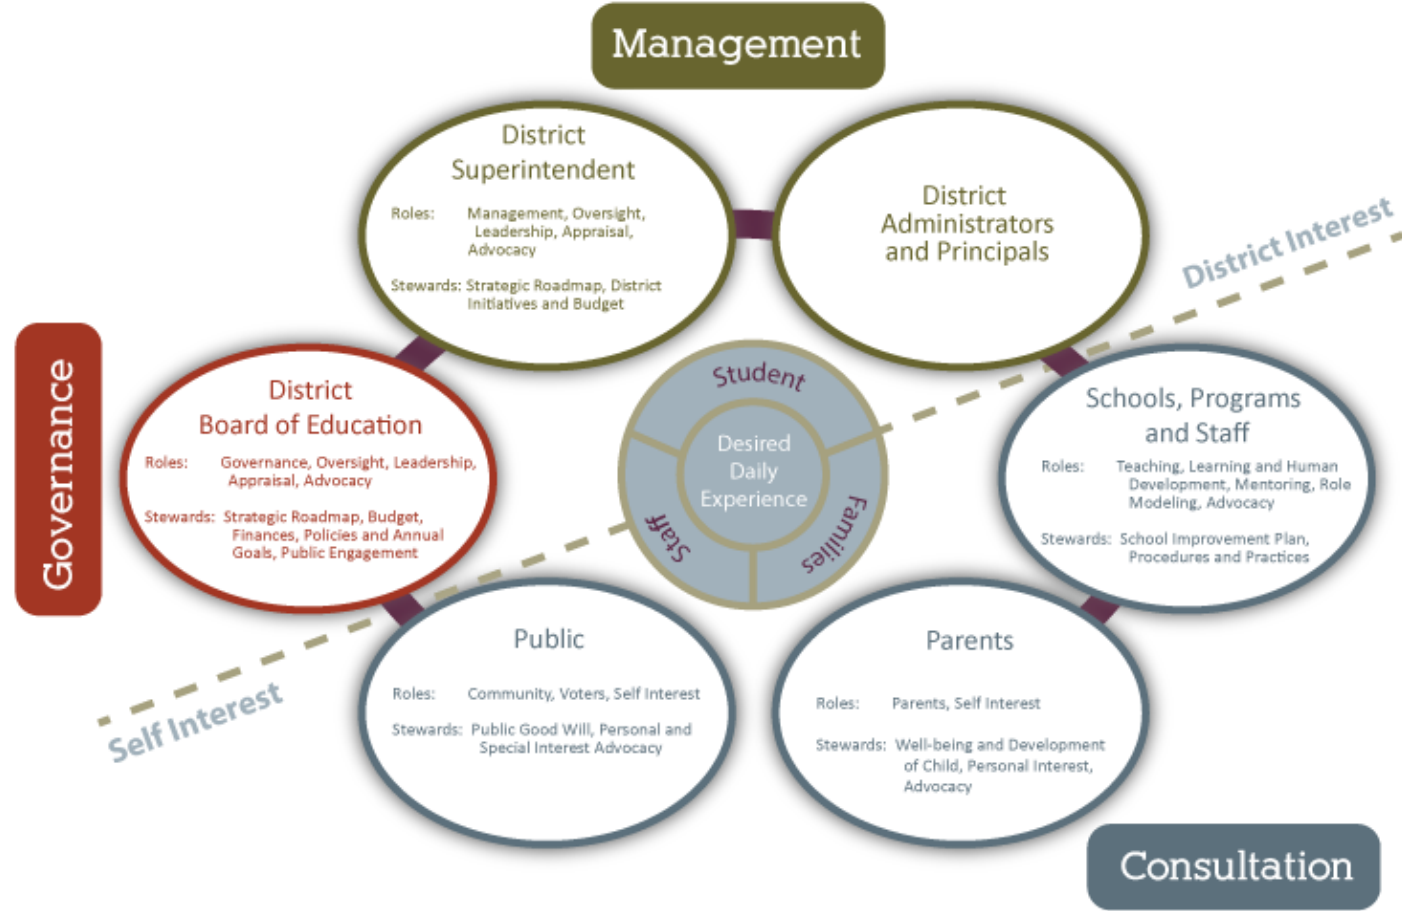 Management
District
Superintendent
Roles: Management, Oversight,
Leadership, Appraisal,
Advocacy
Stewards: Strategic Roadmap, District
Initiatives and Budget
District
Administrators
and Principals
District Interest
Governance
District
Board of Education
Roles: Governance, Oversight, Leadership,
Appraisal, Advocacy
Stewards: Strategic Roadmap, Budget,
Finances, Policies and Annual
Goals, Public Engagement
Student
Desired
Daily
Experience
Staff
Families
Schools, Programs
and Staff
Roles: Teaching, Learning and Human
Development, Mentoring, Role
Modeling, Advocacy
Stewards: School Improvement Plan,
Procedures and Practices
Self Interest
Public
Roles: Community, Voters, Self Interest
Stewards: Public Good Will, Personal and
Special Interest Advocacy
Parents
Roles: Parents, Self Interest
Stewards: Well-being and Development
of Child, Personal Interest,
Advocacy
Consultation